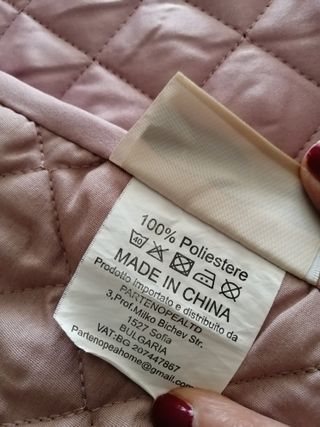 100% Poliestere
40
MADE IN CHINA
Prodotto importato e distribuito da
PARTENOPEALTD
3,Prof.Milko Bichev Str.
1527 Sofia
BULGARIA
VAT:BG 207447867
Partenopeahome@gmail.com